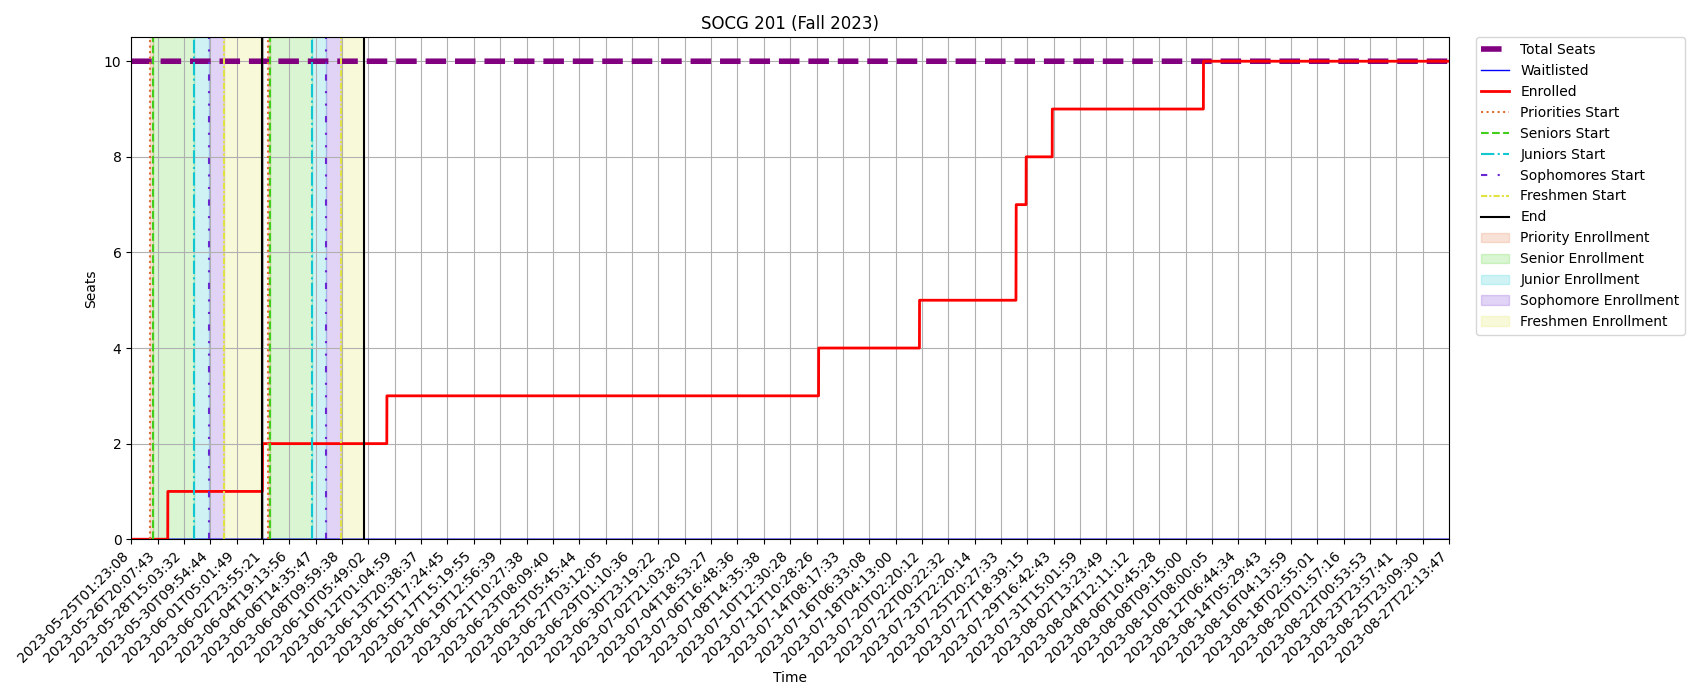 SOCG 201 (Fall 2023)
10
8
6
4
2
0
Seats
2023-05-25T01:23:08
2023-05-26T20:07:43
2023-05-28T15:03:32
2023-05-30T09:54:44
2023-06-01T05:01:49
2023-06-02T23:55:21
2023-06-04T19:13:56
2023-06-06T14:35:47
2023-06-08T09:59:38
2023-06-10T05:49:02
2023-06-12T01:04:59
2023-06-13T20:38:37
2023-06-15T17:24:45
2023-06-17T15:19:55
2023-06-19T12:56:39
2023-06-21T10:27:38
2023-06-23T08:09:40
2023-06-25T05:45:44
2023-06-27T03:12:05
2023-06-29T01:10:36
2023-06-30T23:19:22
2023-07-02T21:03:20
2023-07-04T18:53:27
2023-07-06T16:48:36
2023-07-08T14:35:38
2023-07-10T12:30:28
2023-07-12T10:28:26
2023-07-14T08:17:33
2023-07-16T06:33:08
2023-07-18T04:13:00
2023-07-20T02:20:12
2023-07-22T00:22:32
2023-07-23T22:20:14
2023-07-25T20:27:33
2023-07-27T18:39:15
2023-07-29T16:42:43
2023-07-31T15:01:59
2023-08-02T13:23:49
2023-08-04T12:11:12
2023-08-06T10:45:28
2023-08-08T09:15:00
2023-08-10T08:00:05
2023-08-12T06:44:34
2023-08-14T05:29:43
2023-08-16T04:13:59
2023-08-18T02:55:01
2023-08-20T01:57:16
2023-08-22T00:53:53
2023-08-23T23:57:41
2023-08-25T23:09:30
2023-08-27T22:13:47
Time
Total Seats
Waitlisted
Enrolled
Priorities Start
Seniors Start
Juniors Start
Sophomores Start
Freshmen Start
End
Priority Enrollment
Senior Enrollment
Junior Enrollment
Sophomore Enrollment
Freshmen Enrollment